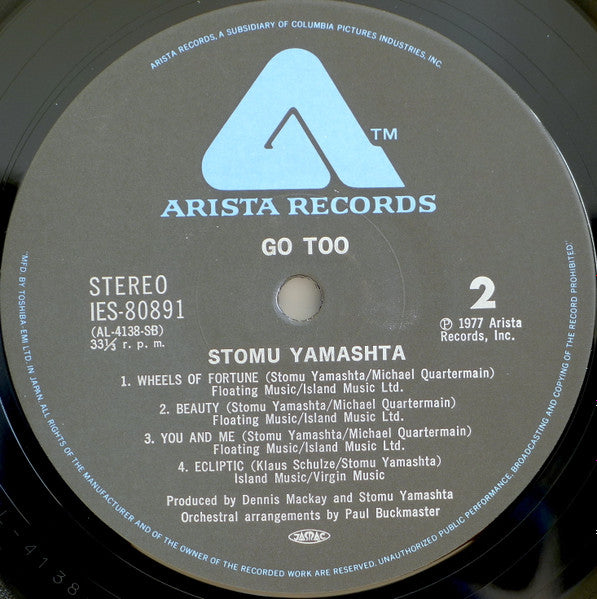 ARISTA RECORDS, A SUBSIDIARY OF COLUMBIA PICTURES INDUSTRIES, INC.
TM
ARISTA RECORDS
GO TOO
STEREO
IES-80891
(AL-4138-SB)
33⅓ r. p. m.
2
Ⓟ 1977 Arista
Records, Inc.
STOMU YAMASHTA
1. WHEELS OF FORTUNE (Stomu Yamashta/Michael Quartermain)
Floating Music/Island Music Ltd.
2. BEAUTY (Stomu Yamashta/Michael Quartermain)
Floating Music/Island Music Ltd.
3. YOU AND ME (Stomu Yamashta/Michael Quartermain)
Floating Music/Island Music Ltd.
4. ECLIPTIC (Klaus Schulze/Stomu Yamashta)
Island Music/Virgin Music
Produced by Dennis Mackay and Stomu Yamashta
Orchestral arrangements by Paul Buckmaster
JASRAC
"MFD. BY TOSHIBA EMI LTD. IN JAPAN. ALL RIGHTS OF THE MANUFACTURER AND OF THE OWNER OF THE RECORDED WORK ARE RESERVED. UNAUTHORIZED PUBLIC PERFORMANCE, BROADCASTING AND COPYING OF THE RECORD PROHIBITED."
L-4138